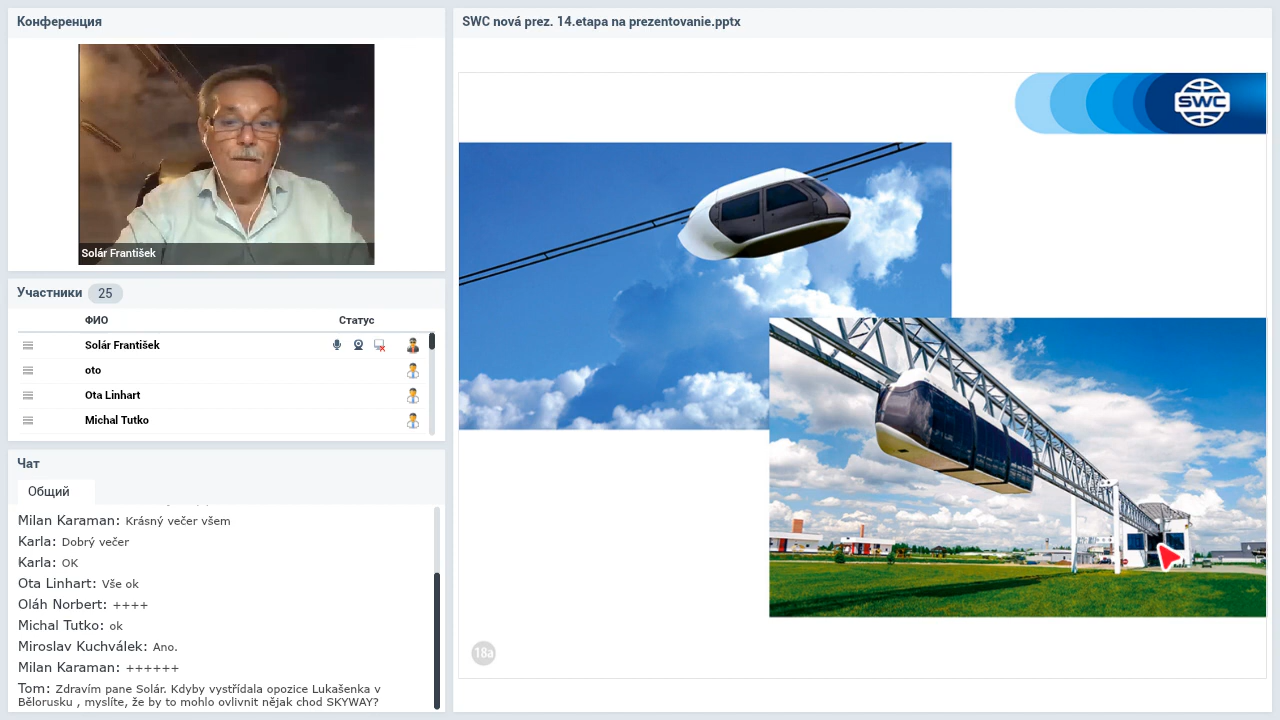 Конференция
Solár František
Участники 25
ФИО Статус
Solár František
oto
Ota Linhart
Michal Tutko
Чат
Общий
Milan Karaman: Krásný večer všem
Karla: Dobrý večer
Karla: OK
Ota Linhart: Vše ok
Oláh Norbert: ++++
Michal Tutko: ok
Miroslav Kuchválek: Ano.
Milan Karaman: ++++++
Tom: Zdravím pane Solár. Kdyby vystřídala opozice Lukašenka v
Bělorusku , myslíte, že by to mohlo ovlivnit nějak chod SKYWAY?
SWC nová prez. 14.etapa na prezentovanie.pptx
SWC
18a